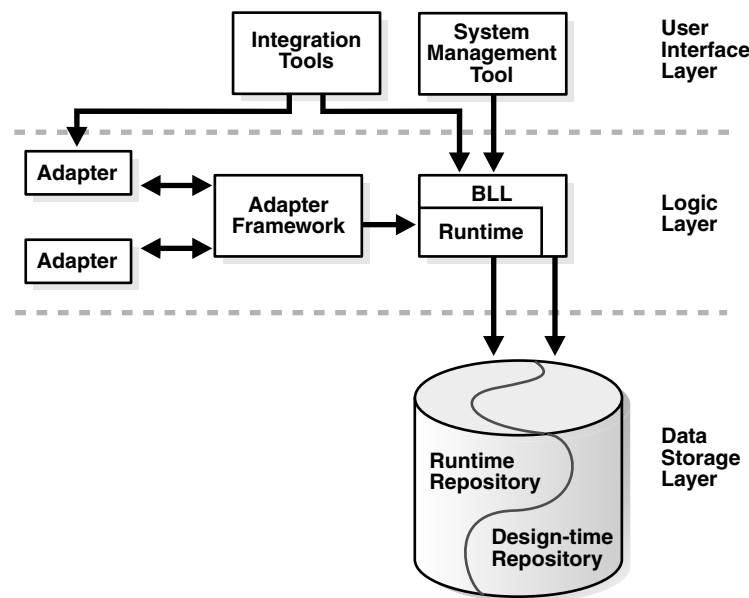 Integration
Tools
System
Management
Tool
User
Interface
Layer
Adapter
Adapter
Framework
BLL
Runtime
Logic
Layer
Adapter
Runtime
Repository
Design-time
Repository
Data
Storage
Layer